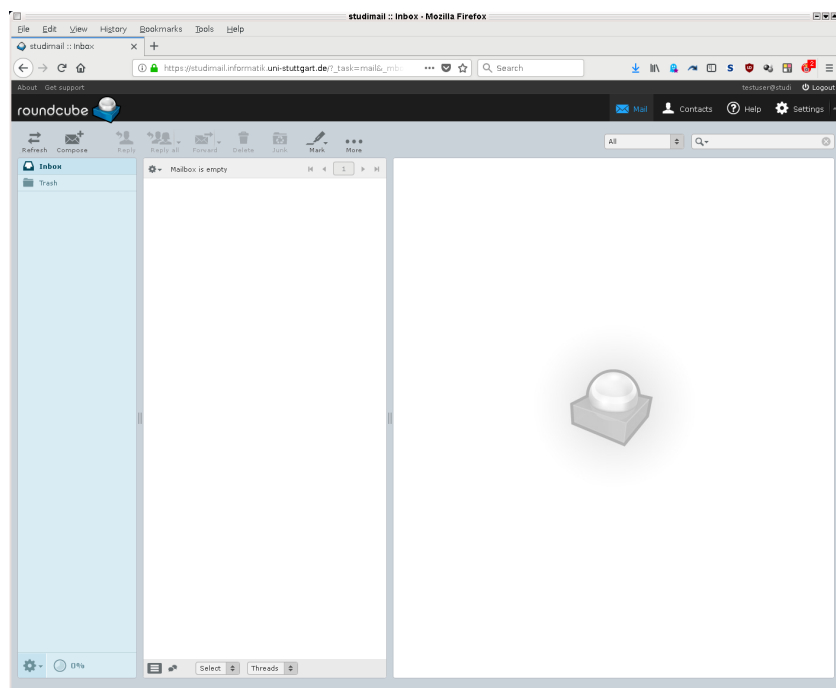 studimail :: Inbox - Mozilla Firefox
File Edit View History Bookmarks Tools Help
studimail :: Inbox
https://studimail.informatik.uni-stuttgart.de/?_task=mail&_mb
Search
About Get support
testuser@studi Logout
roundcube
Mail Contacts Help Settings
Refresh Compose Reply Reply all Forward Delete Junk Mark More
All
Inbox
Mailbox is empty
1
Trash
0%
Select Threads